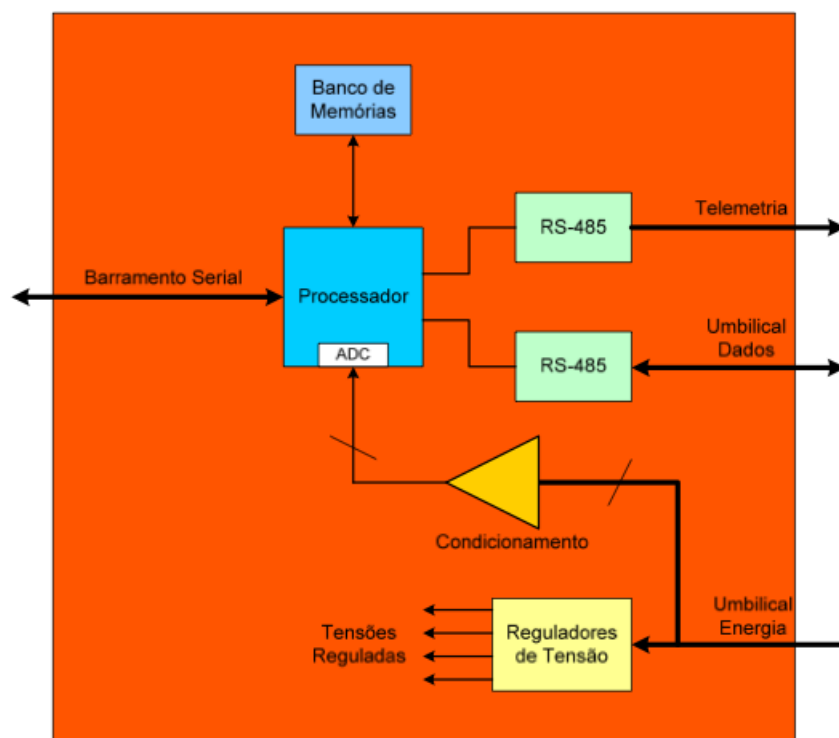 Banco de
Memórias
RS-485
Telemetria
Barramento Serial
Processador
ADC
RS-485
Umbilical
Dados
Condicionamento
Tensões
Reguladas
Reguladores
de Tensão
Umbilical
Energia